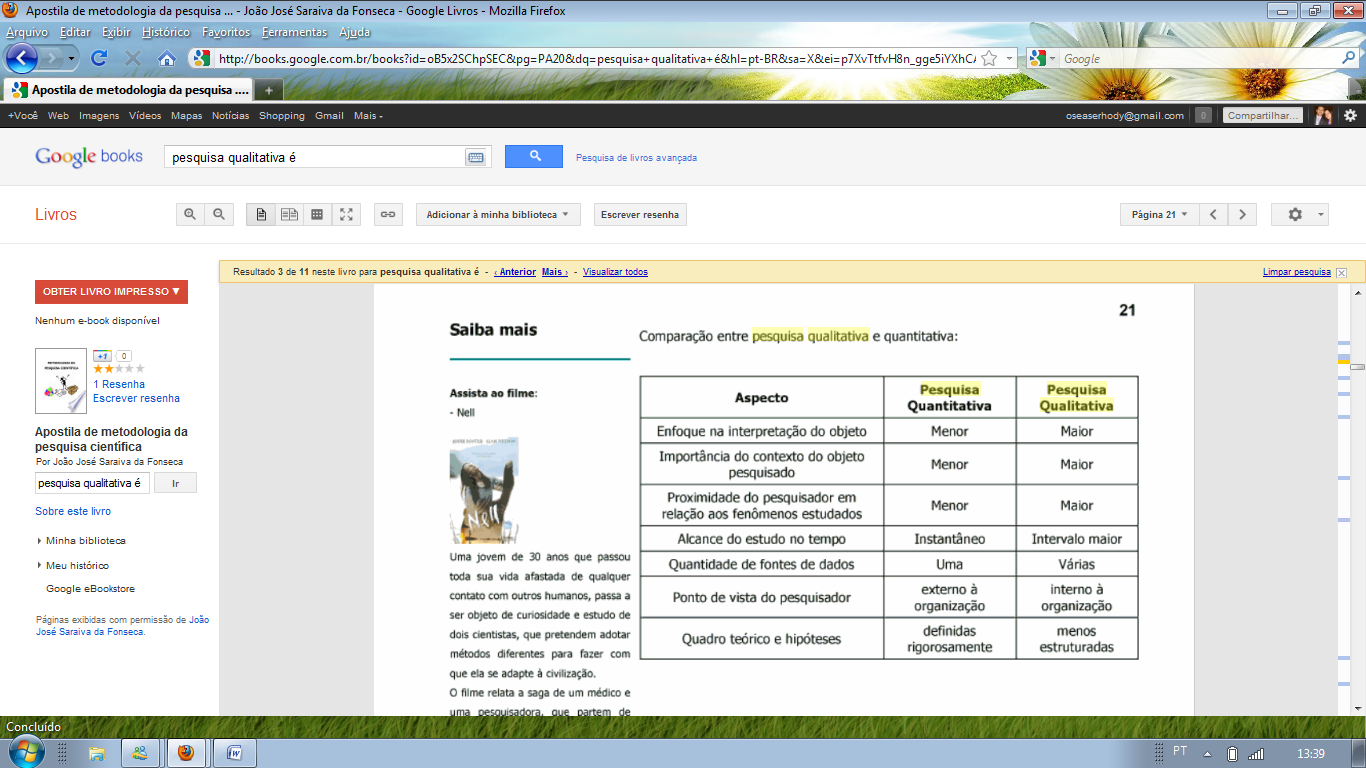 Apostila de metodologia da pesquisa ... - João José Saraiva da Fonseca - Google Livros - Mozilla Firefox
Arquivo Editar Exibir Histórico Favoritos Ferramentas Ajuda
http://books.google.com.br/books?id=oB5x2SChpSEC&pg=PA20&dq=pesquisa+qualitativa+é&hl=pt-BR&sa=X&ei=p7XvTtfvH8n_gge5iYXhCA
Google
Apostila de metodologia da pesquisa ....
+Você Web Imagens Vídeos Mapas Notícias Shopping Gmail Mais
oseaserhody@gmail.com 0 Compartilhar...
Google books
pesquisa qualitativa é
Pesquisa de livros avançada
Livros
Adicionar à minha biblioteca
Escrever resenha
Página 21
Resultado 3 de 11 neste livro para pesquisa qualitativa é - ‹ Anterior Mais › - Visualizar todos
Limpar pesquisa
OBTER LIVRO IMPRESSO ▼
Nenhum e-book disponível
METODOLOGIA DA
PESQUISA CIENTÍFICA
+1 0
1 Resenha
Escrever resenha
Apostila de metodologia da
pesquisa científica
Por João José Saraiva da Fonseca
pesquisa qualitativa é Ir
Sobre este livro
Minha biblioteca
Meu histórico
Google eBookstore
Páginas exibidas com permissão de João
José Saraiva da Fonseca.
21
Saiba mais
Assista ao filme:
- Nell
Nell
Uma jovem de 30 anos que passou
toda sua vida afastada de qualquer
contato com outros humanos, passa a
ser objeto de curiosidade e estudo de
dois cientistas, que pretendem adotar
métodos diferentes para fazer com
que ela se adapte à civilização.
O filme relata a saga de um médico e
uma pesquisadora, que partem de
Comparação entre pesquisa qualitativa e quantitativa:
Aspecto Pesquisa Quantitativa Pesquisa Qualitativa
Enfoque na interpretação do objeto Menor Maior
Importância do contexto do objeto pesquisado Menor Maior
Proximidade do pesquisador em relação aos fenômenos estudados Menor Maior
Alcance do estudo no tempo Instantâneo Intervalo maior
Quantidade de fontes de dados Uma Várias
Ponto de vista do pesquisador externo à organização interno à organização
Quadro teórico e hipóteses definidas rigorosamente menos estruturadas
Concluído
PT 13:39